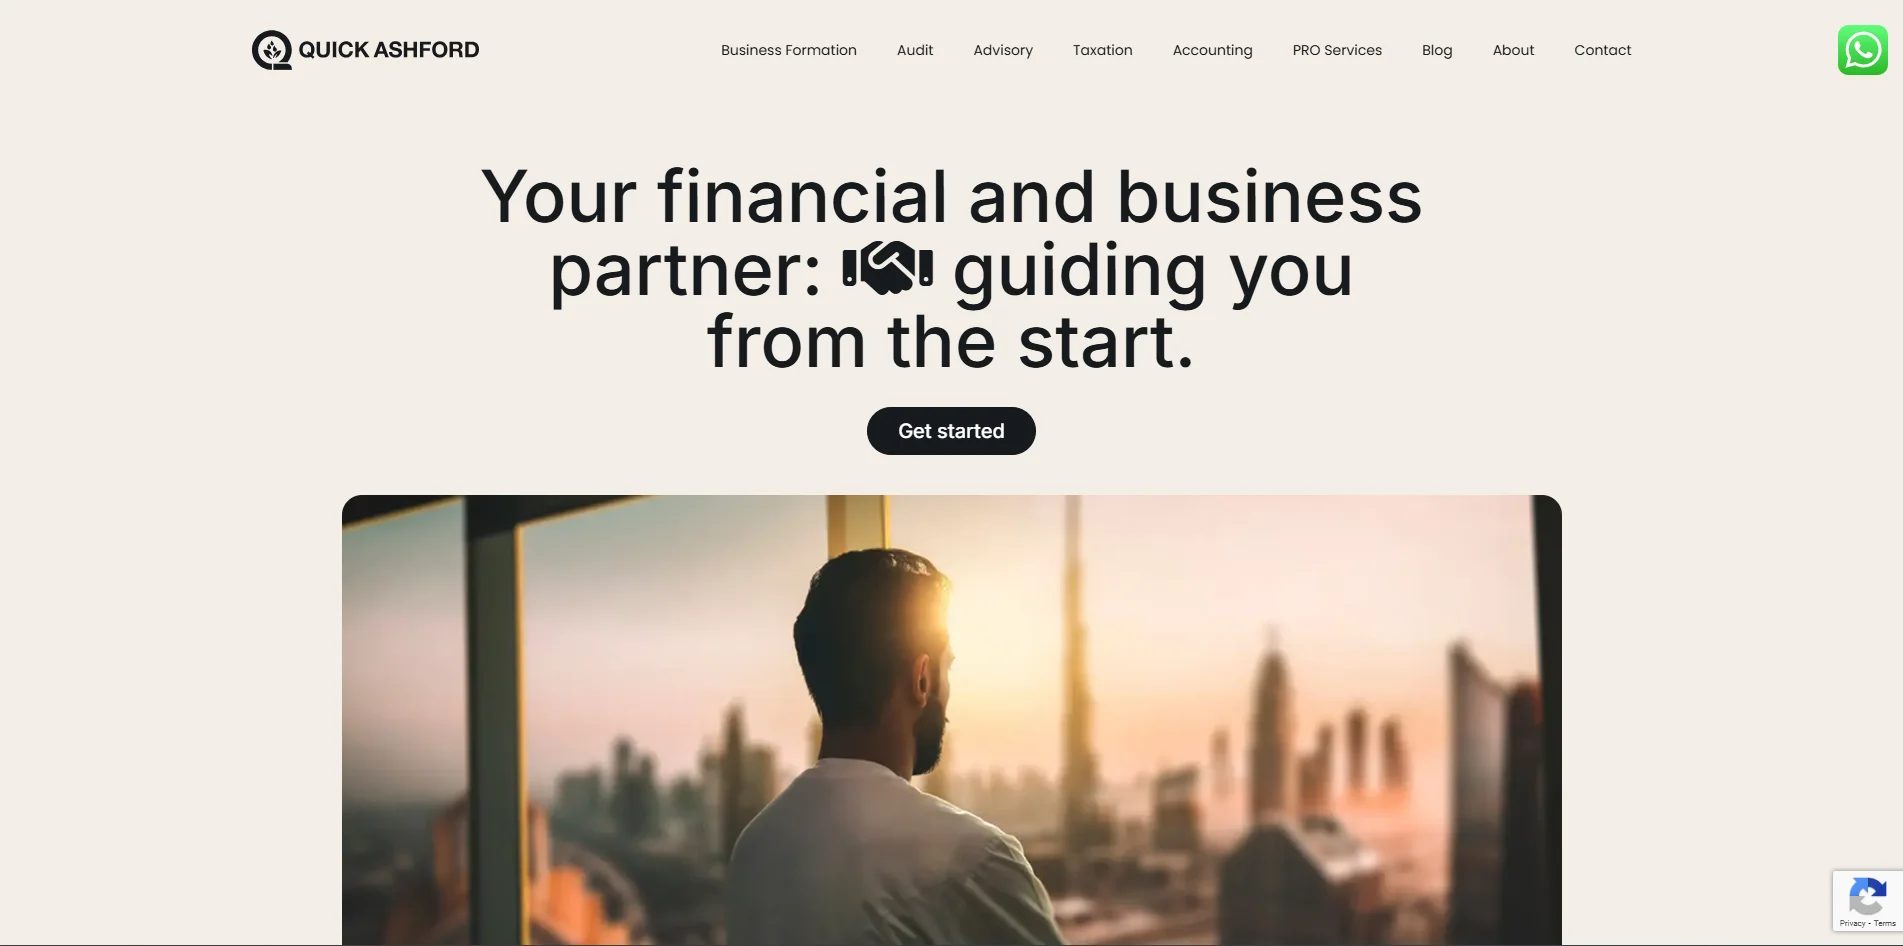 QUICK ASHFORD
Business Formation
Audit
Advisory
Taxation
Accounting
PRO Services
Blog
About
Contact
Your financial and business
partner: guiding you
from the start.
Get started
Privacy - Terms